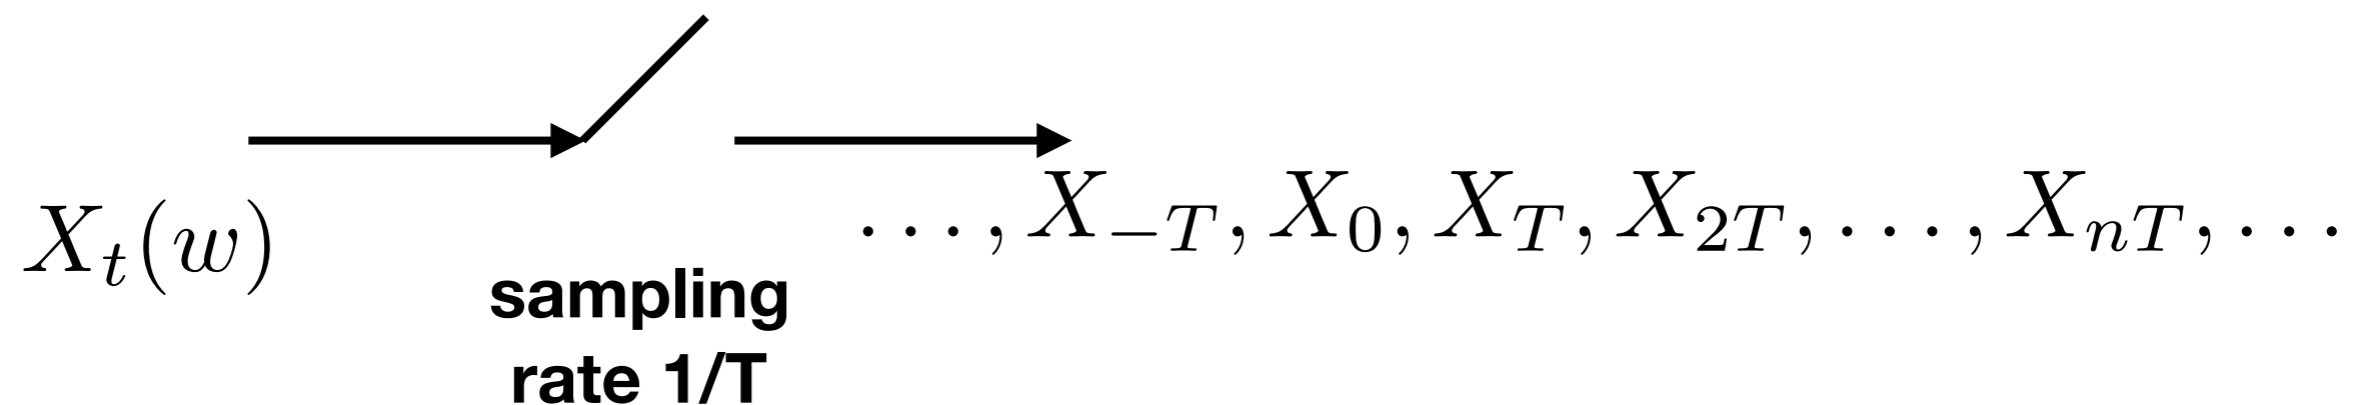 X_t(w)
..., X_{-T}, X_0, X_T, X_{2T}, ..., X_{nT}, ...
sampling
rate 1/T